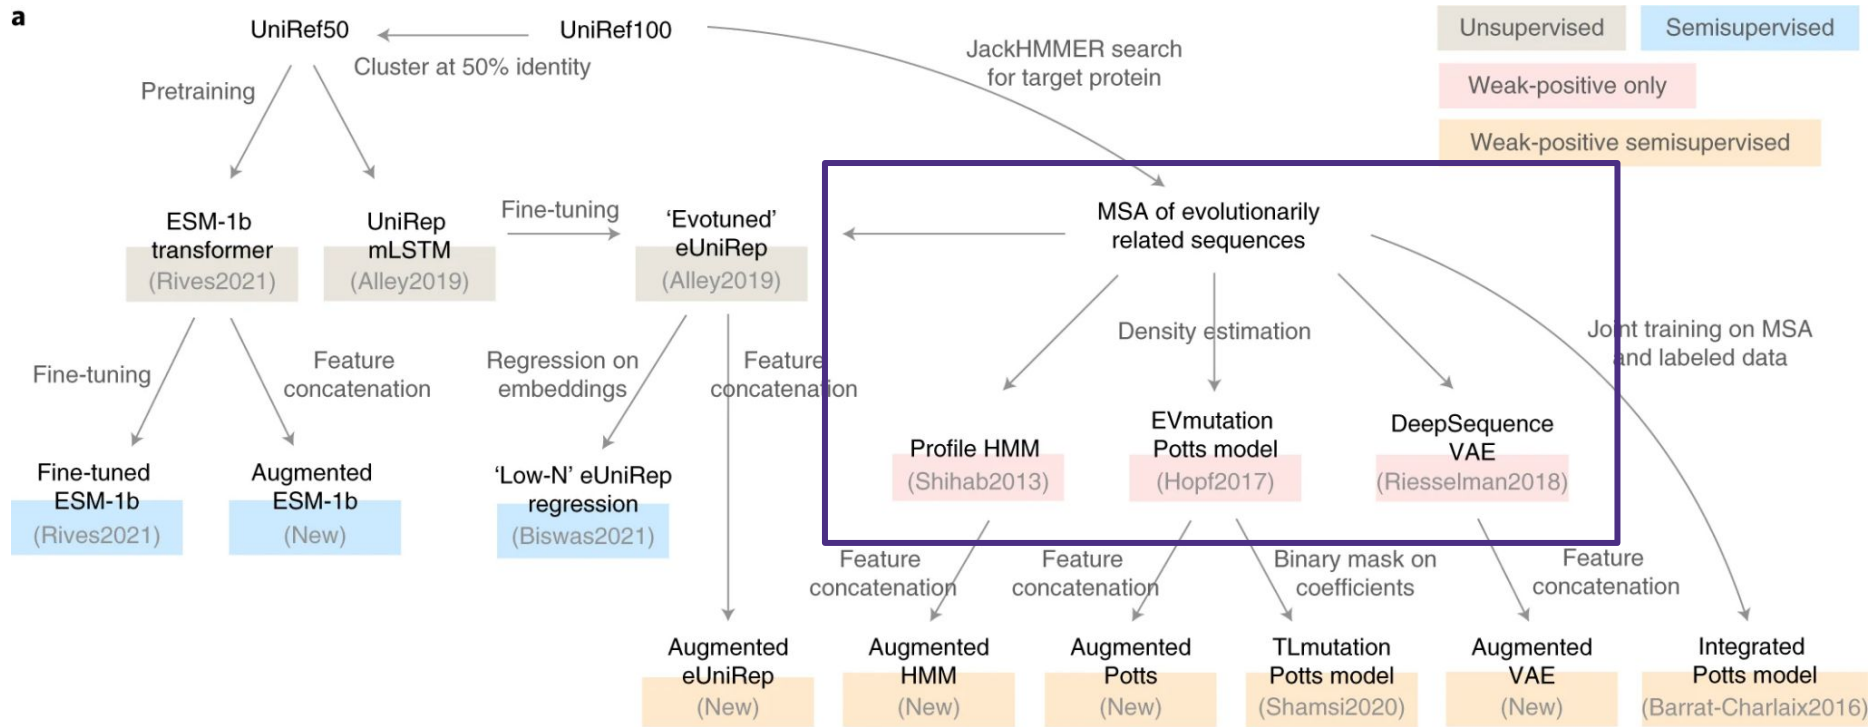 a
UniRef50
UniRef100
Cluster at 50% identity
Pretraining
JackHMMER search
for target protein
Unsupervised
Semisupervised
Weak-positive only
Weak-positive semisupervised
ESM-1b
transformer
(Rives2021)
UniRep
mLSTM
(Alley2019)
Fine-tuning
‘Evotuned’
eUniRep
(Alley2019)
MSA of evolutionarily
related sequences
Fine-tuning
Feature
concatenation
Regression on
embeddings
Feature
concatenation
Density estimation
Joint training on MSA
and labeled data
Fine-tuned
ESM-1b
(Rives2021)
Augmented
ESM-1b
(New)
‘Low-N’ eUniRep
regression
(Biswas2021)
Profile HMM
(Shihab2013)
EVmutation
Potts model
(Hopf2017)
DeepSequence
VAE
(Riesselman2018)
Feature
concatenation
Feature
concatenation
Binary mask on
coefficients
Feature
concatenation
Augmented
eUniRep
(New)
Augmented
HMM
(New)
Augmented
Potts
(New)
TLmutation
Potts model
(Shamsi2020)
Augmented
VAE
(New)
Integrated
Potts model
(Barrat-Charlaix2016)